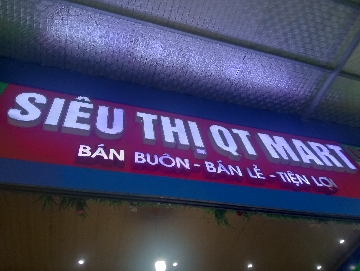 SIÊU THỊ QT MART
BÁN BUÔN - BÁN LẺ - TIỆN LỢI